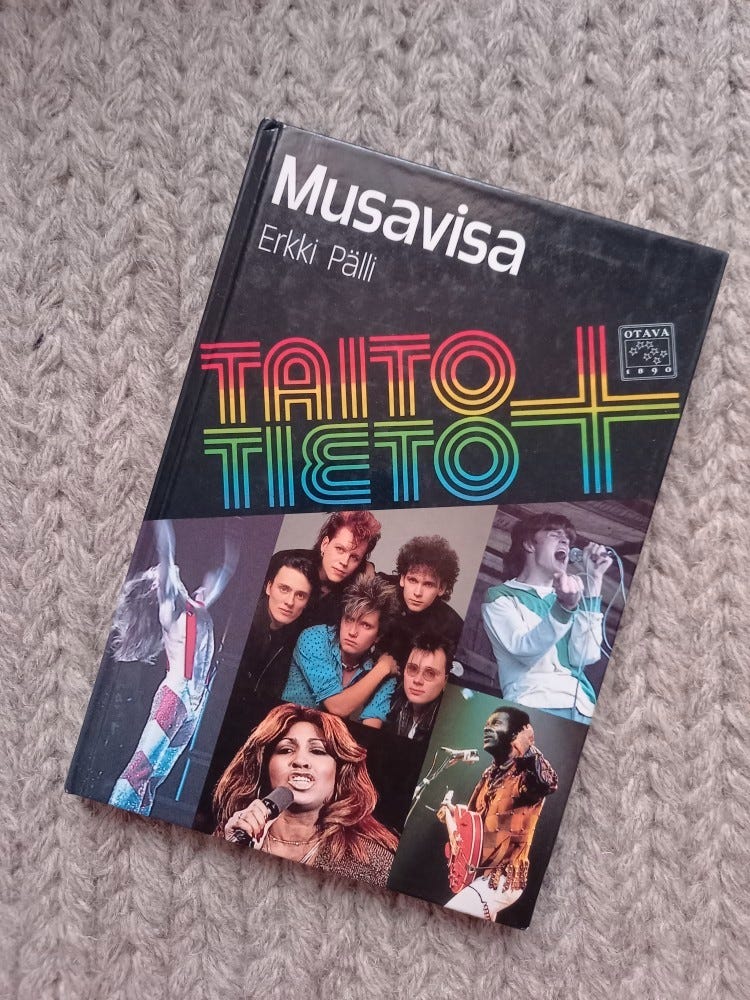 Musavisa
Erkki Pälli
TAITO
TIETO +
OTAVA
1890